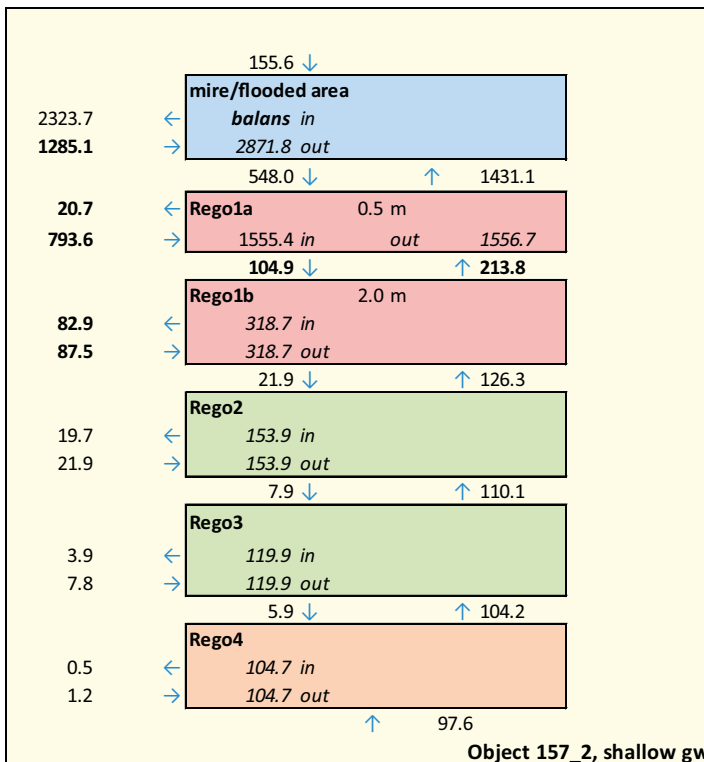 155.6 ↓
mire/flooded area
2323.7 ← balans in
1285.1 → 2871.8 out
548.0 ↓ ↑ 1431.1
20.7 ← Rego1a 0.5 m
793.6 → 1555.4 in out 1556.7
104.9 ↓ ↑ 213.8
Rego1b 2.0 m
82.9 ← 318.7 in
87.5 → 318.7 out
21.9 ↓ ↑ 126.3
Rego2
19.7 ← 153.9 in
21.9 → 153.9 out
7.9 ↓ ↑ 110.1
Rego3
3.9 ← 119.9 in
7.8 → 119.9 out
5.9 ↓ ↑ 104.2
Rego4
0.5 ← 104.7 in
1.2 → 104.7 out
↑ 97.6
Object 157_2, shallow gw